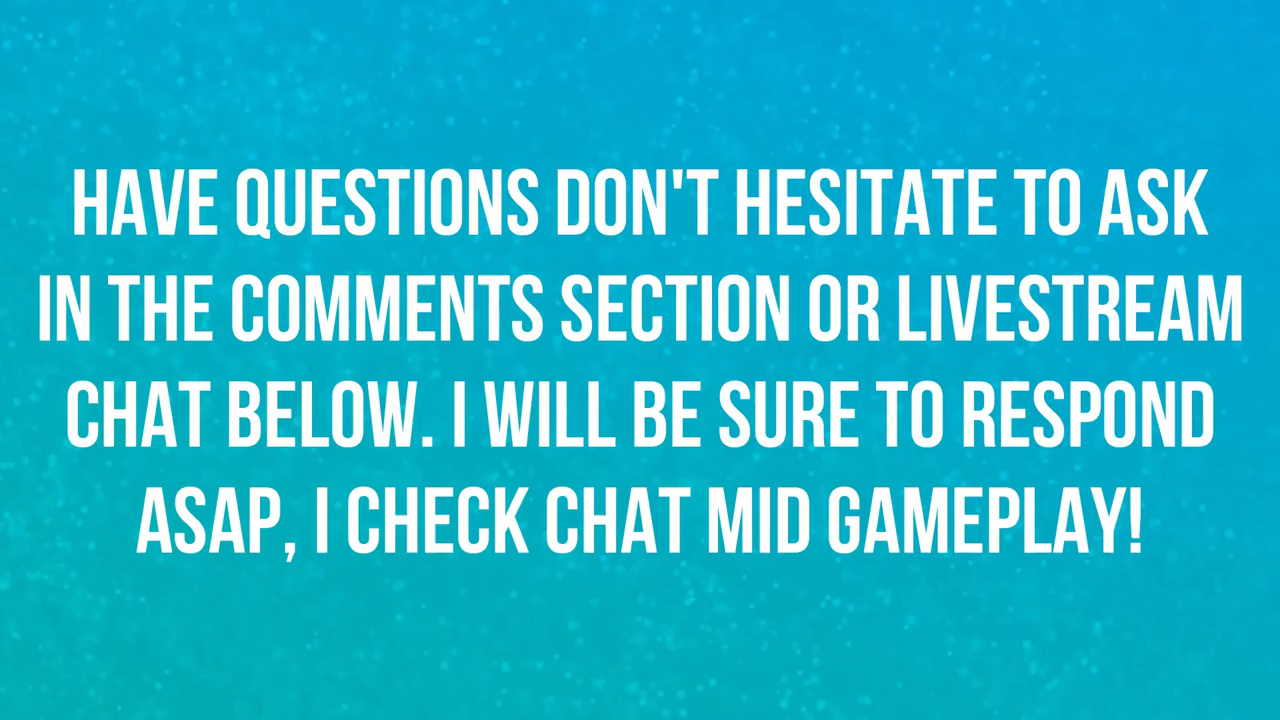 HAVE QUESTIONS DON'T HESITATE TO ASK
IN THE COMMENTS SECTION OR LIVESTREAM
CHAT BELOW. I WILL BE SURE TO RESPOND
ASAP, I CHECK CHAT MID GAMEPLAY!